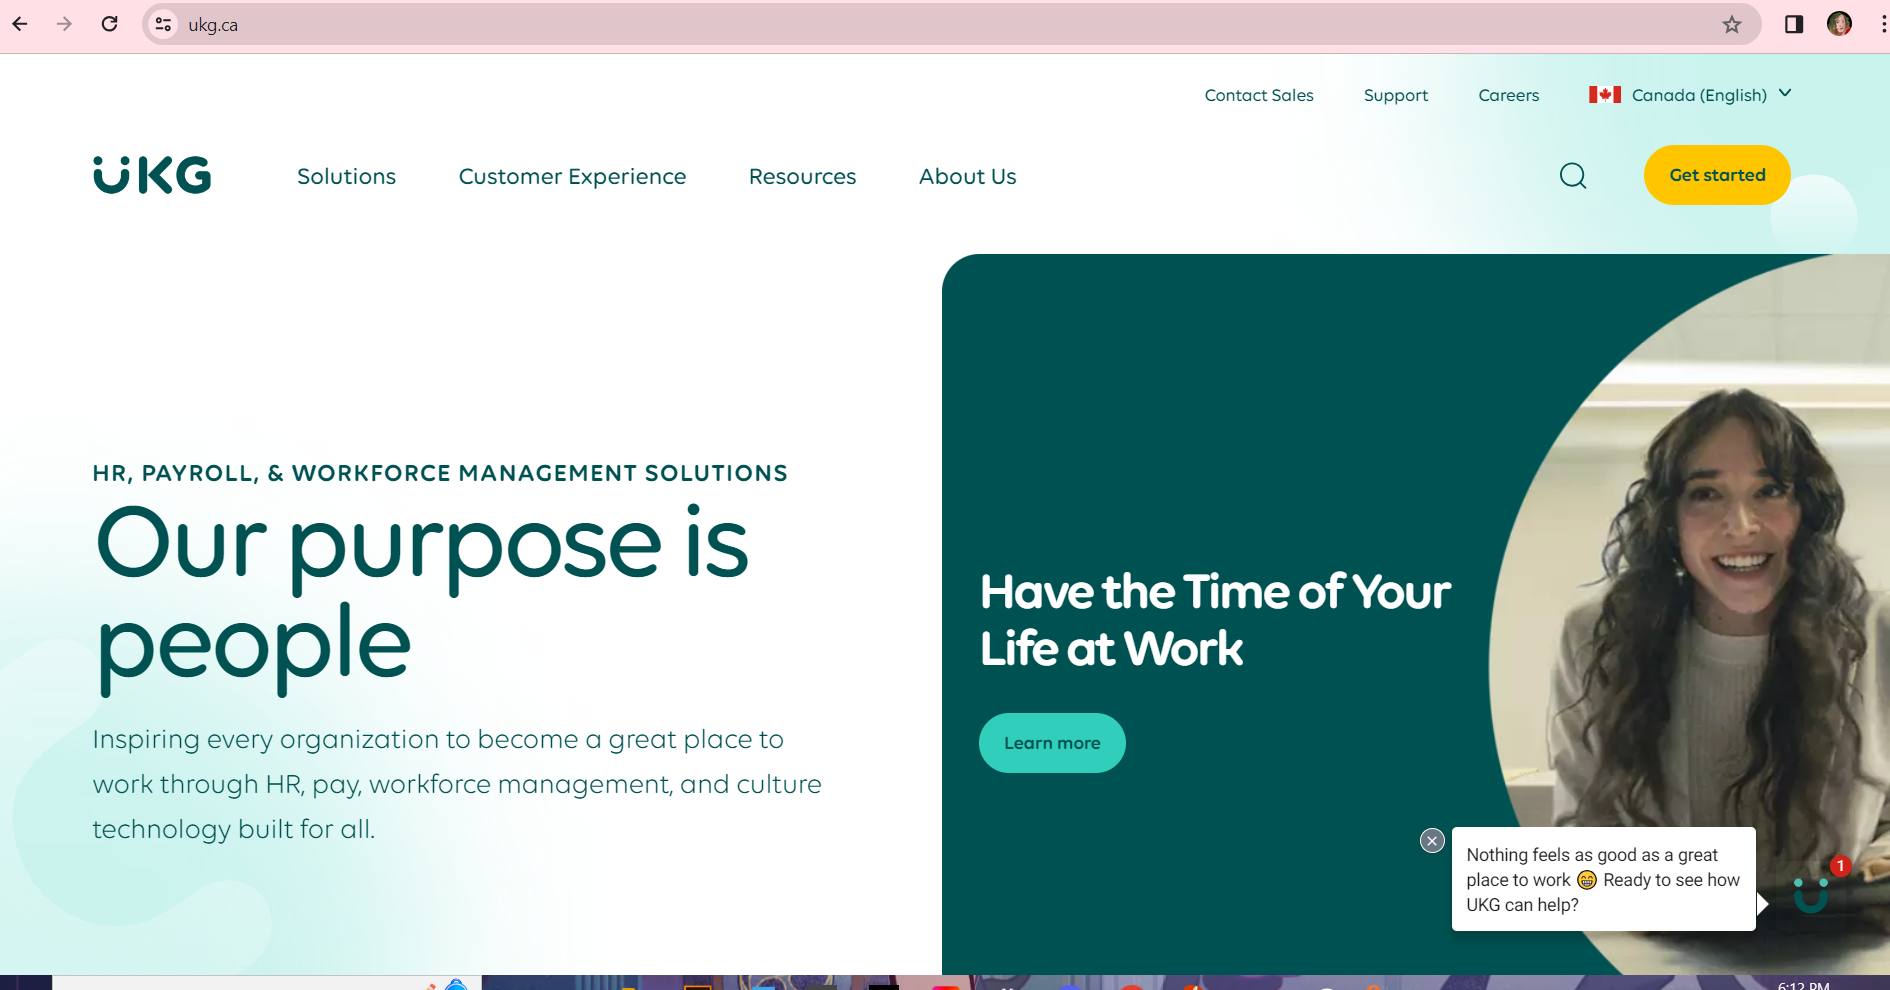 ukg.ca
Contact Sales
Support
Careers
Canada (English)
UKG
Solutions
Customer Experience
Resources
About Us
Get started
HR, PAYROLL, & WORKFORCE MANAGEMENT SOLUTIONS
Our purpose is
people
Inspiring every organization to become a great place to
work through HR, pay, workforce management, and culture
technology built for all.
Have the Time of Your
Life at Work
Learn more
Nothing feels as good as a great
place to work 😁 Ready to see how
UKG can help?
1
6:12 PM